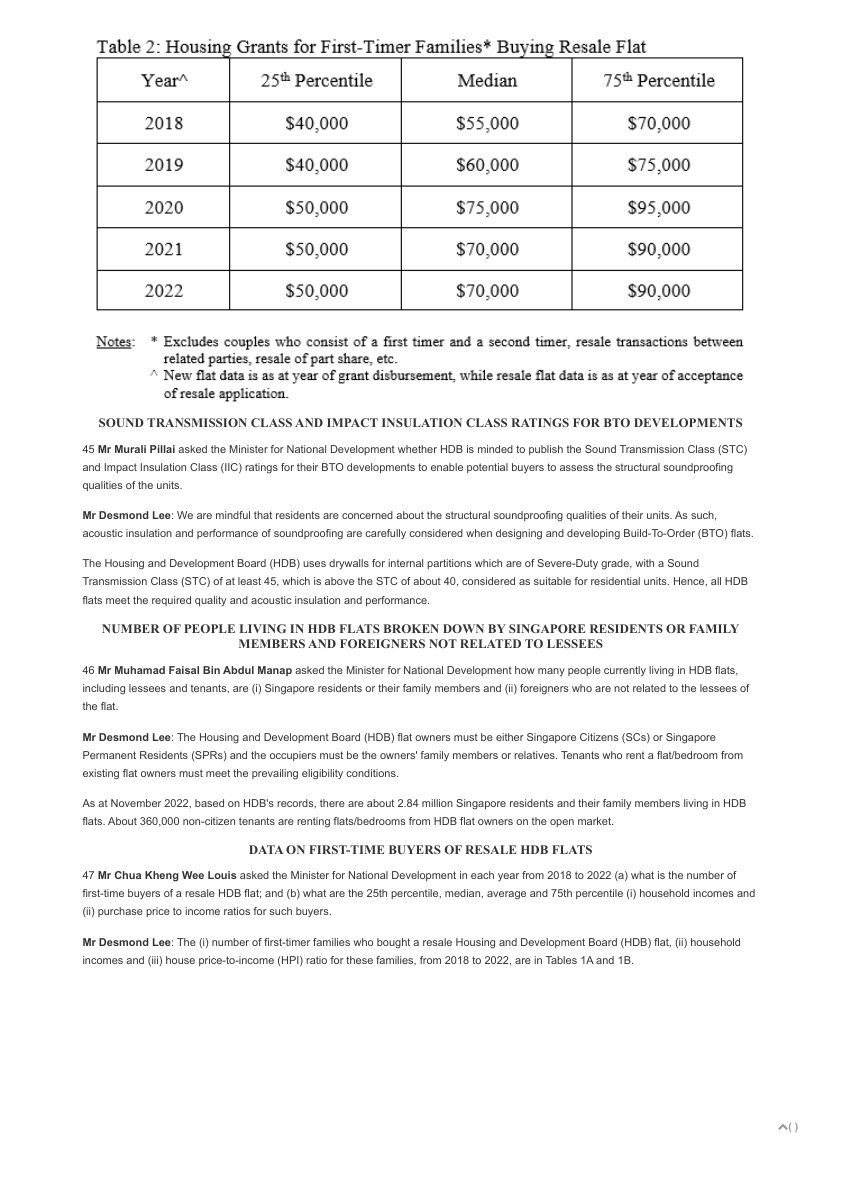 Table 2: Housing Grants for First-Timer Families* Buying Resale Flat
Year^ 25th Percentile Median 75th Percentile
2018 $40,000 $55,000 $70,000
2019 $40,000 $60,000 $75,000
2020 $50,000 $75,000 $95,000
2021 $50,000 $70,000 $90,000
2022 $50,000 $70,000 $90,000
Notes: * Excludes couples who consist of a first timer and a second timer, resale transactions between
related parties, resale of part share, etc.
^ New flat data is as at year of grant disbursement, while resale flat data is as at year of acceptance
of resale application.
SOUND TRANSMISSION CLASS AND IMPACT INSULATION CLASS RATINGS FOR BTO DEVELOPMENTS
45 Mr Murali Pillai asked the Minister for National Development whether HDB is minded to publish the Sound Transmission Class (STC)
and Impact Insulation Class (IIC) ratings for their BTO developments to enable potential buyers to assess the structural soundproofing
qualities of the units.
Mr Desmond Lee: We are mindful that residents are concerned about the structural soundproofing qualities of their units. As such,
acoustic insulation and performance of soundproofing are carefully considered when designing and developing Build-To-Order (BTO) flats.
The Housing and Development Board (HDB) uses drywalls for internal partitions which are of Severe-Duty grade, with a Sound
Transmission Class (STC) of at least 45, which is above the STC of about 40, considered as suitable for residential units. Hence, all HDB
flats meet the required quality and acoustic insulation and performance.
NUMBER OF PEOPLE LIVING IN HDB FLATS BROKEN DOWN BY SINGAPORE RESIDENTS OR FAMILY
MEMBERS AND FOREIGNERS NOT RELATED TO LESSEES
46 Mr Muhamad Faisal Bin Abdul Manap asked the Minister for National Development how many people currently living in HDB flats,
including lessees and tenants, are (i) Singapore residents or their family members and (ii) foreigners who are not related to the lessees of
the flat.
Mr Desmond Lee: The Housing and Development Board (HDB) flat owners must be either Singapore Citizens (SCs) or Singapore
Permanent Residents (SPRs) and the occupiers must be the owners' family members or relatives. Tenants who rent a flat/bedroom from
existing flat owners must meet the prevailing eligibility conditions.
As at November 2022, based on HDB's records, there are about 2.84 million Singapore residents and their family members living in HDB
flats. About 360,000 non-citizen tenants are renting flats/bedrooms from HDB flat owners on the open market.
DATA ON FIRST-TIME BUYERS OF RESALE HDB FLATS
47 Mr Chua Kheng Wee Louis asked the Minister for National Development in each year from 2018 to 2022 (a) what is the number of
first-time buyers of a resale HDB flat; and (b) what are the 25th percentile, median, average and 75th percentile (i) household incomes and
(ii) purchase price to income ratios for such buyers.
Mr Desmond Lee: The (i) number of first-timer families who bought a resale Housing and Development Board (HDB) flat, (ii) household
incomes and (iii) house price-to-income (HPI) ratio for these families, from 2018 to 2022, are in Tables 1A and 1B.
^( )